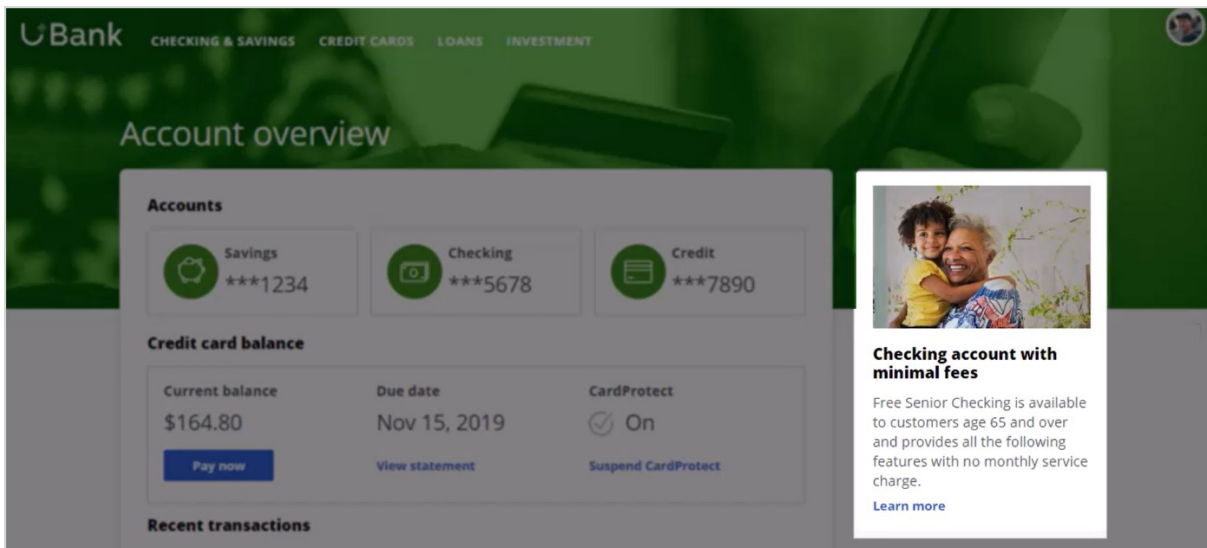 UBank CHECKING & SAVINGS CREDIT CARDS LOANS INVESTMENT
Account overview
Accounts
Savings
***1234
Checking
***5678
Credit
***7890
Credit card balance
Current balance
$164.80
Pay now
Due date
Nov 15, 2019
View statement
CardProtect
On
Suspend CardProtect
Recent transactions
Checking account with
minimal fees
Free Senior Checking is available
to customers age 65 and over
and provides all the following
features with no monthly service
charge.
Learn more